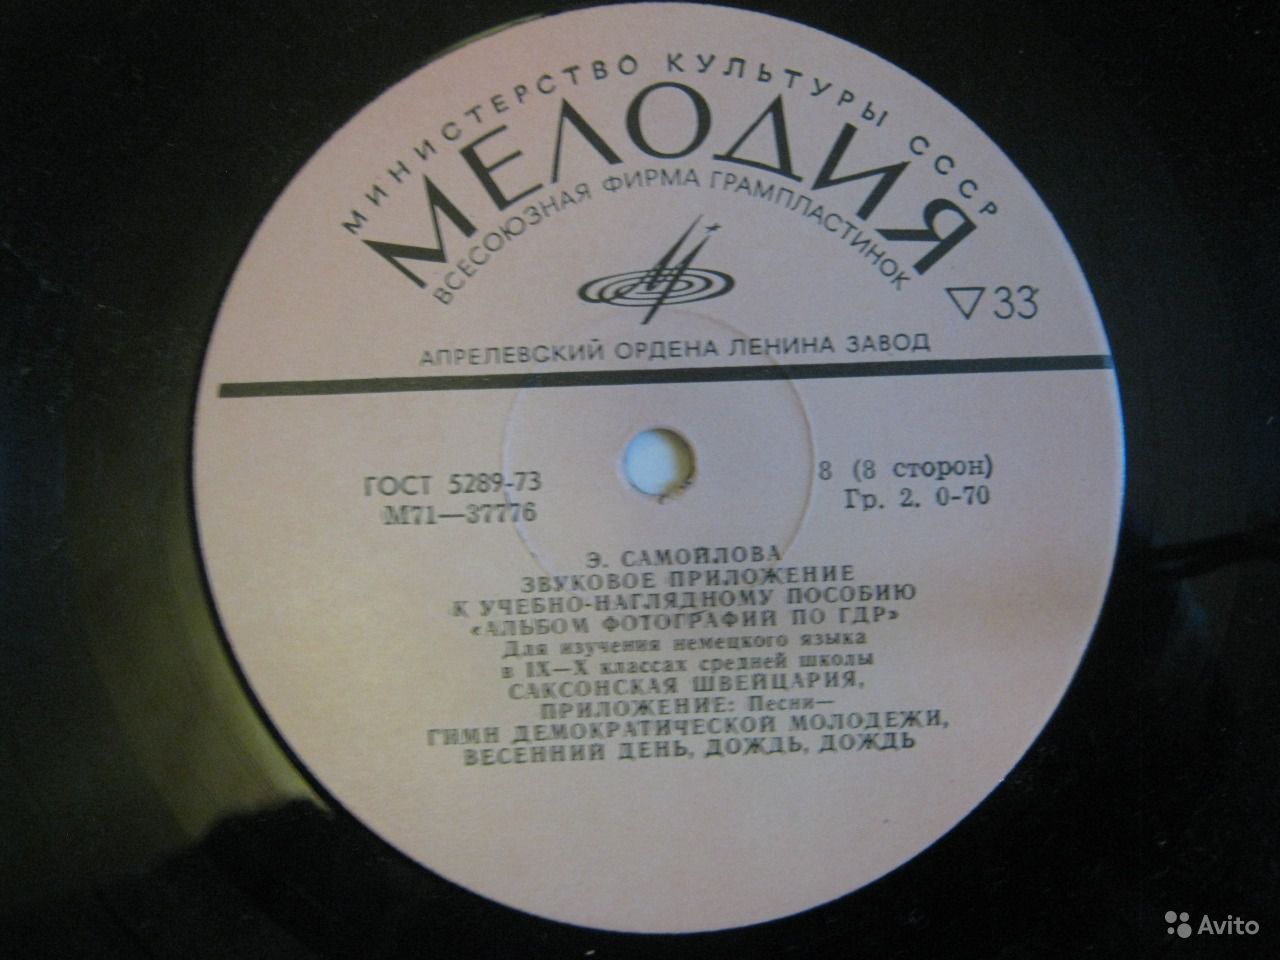 МИНИСТЕРСТВО КУЛЬТУРЫ СССР
МЕЛОДИЯ
ВСЕСОЮЗНАЯ ФИРМА ГРАМПЛАСТИНОК
▽33
АПРЕЛЕВСКИЙ ОРДЕНА ЛЕНИНА ЗАВОД
ГОСТ 5289-73
М71—37776
8 (8 сторон)
Гр. 2. 0-70
Э. САМОЙЛОВА
ЗВУКОВОЕ ПРИЛОЖЕНИЕ
К УЧЕБНО-НАГЛЯДНОМУ ПОСОБИЮ
«АЛЬБОМ ФОТОГРАФИЙ ПО ГДР»
Для изучения немецкого языка
в IX—X классах средней школы
САКСОНСКАЯ ШВЕЙЦАРИЯ,
ПРИЛОЖЕНИЕ: Песни—
ГИМН ДЕМОКРАТИЧЕСКОЙ МОЛОДЕЖИ,
ВЕСЕННИЙ ДЕНЬ, ДОЖДЬ, ДОЖДЬ
Avito